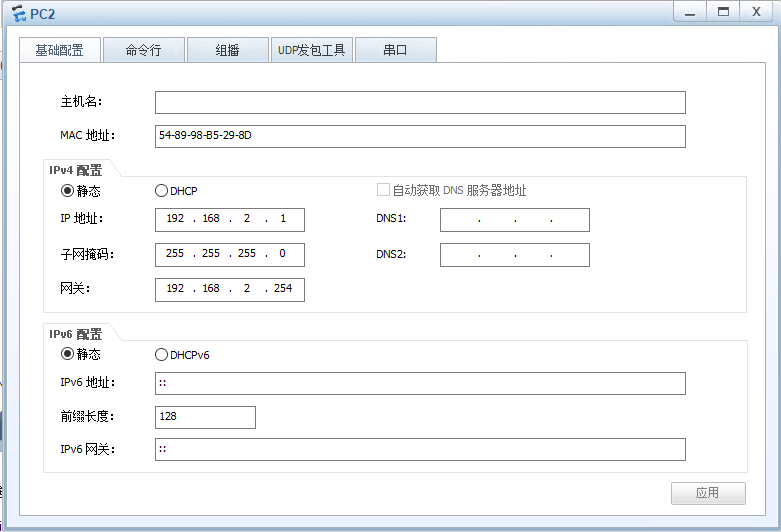 PC2
基础配置 命令行 组播 UDP发包工具 串口
主机名:
MAC 地址: 54-89-98-B5-29-8D
IPv4 配置
静态 DHCP 自动获取 DNS 服务器地址
IP 地址: 192 . 168 . 2 . 1 DNS1: . . .
子网掩码: 255 . 255 . 255 . 0 DNS2: . . .
网关: 192 . 168 . 2 . 254
IPv6 配置
静态 DHCPv6
IPv6 地址: ::
前缀长度: 128
IPv6 网关: ::
应用